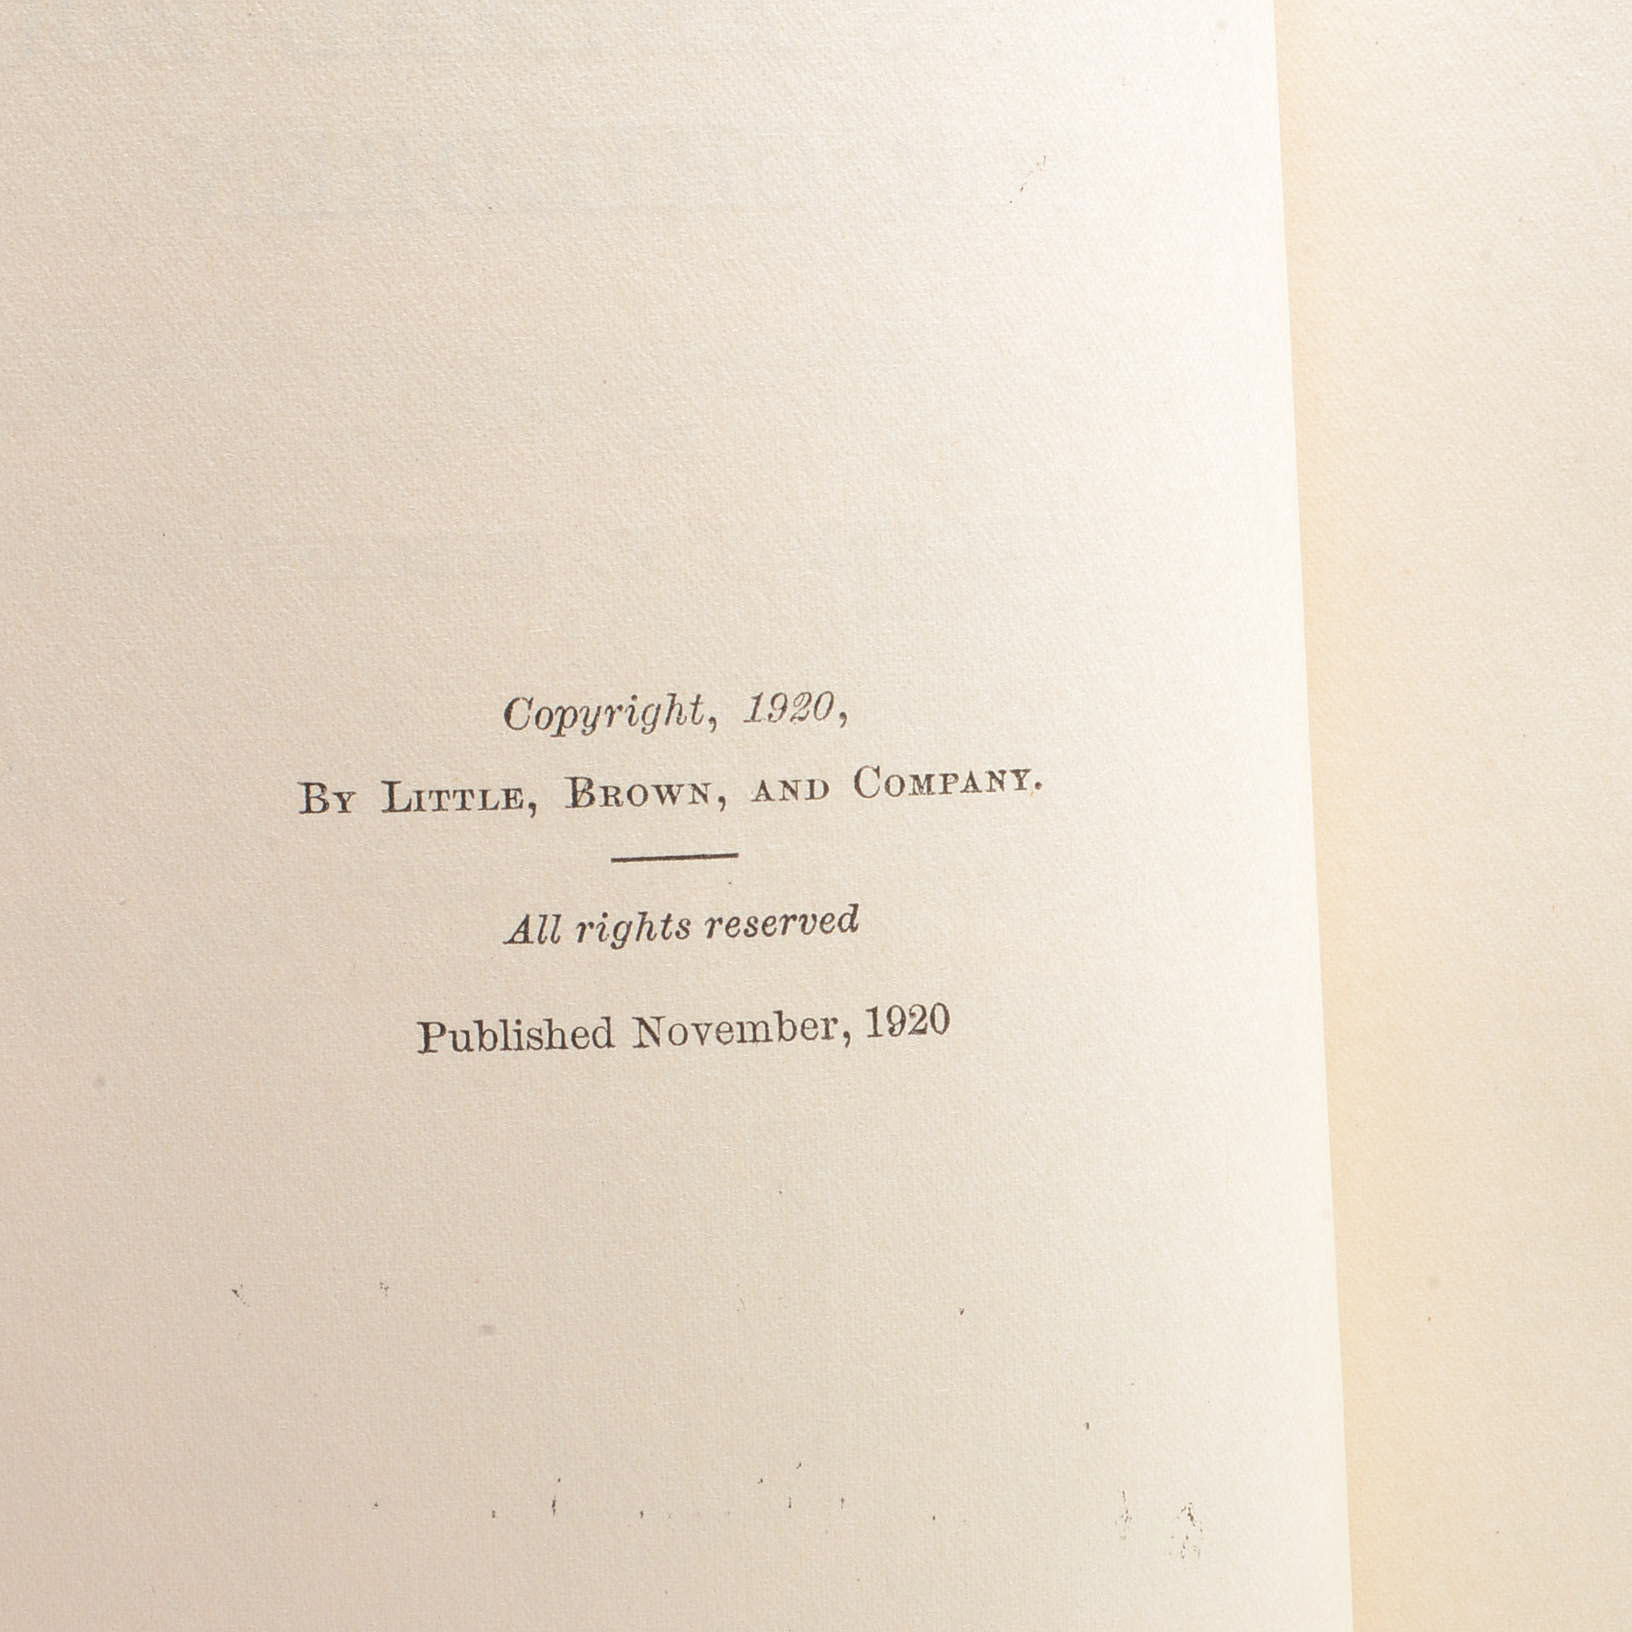 Copyright, 1920,
By Little, Brown, and Company.
All rights reserved
Published November, 1920